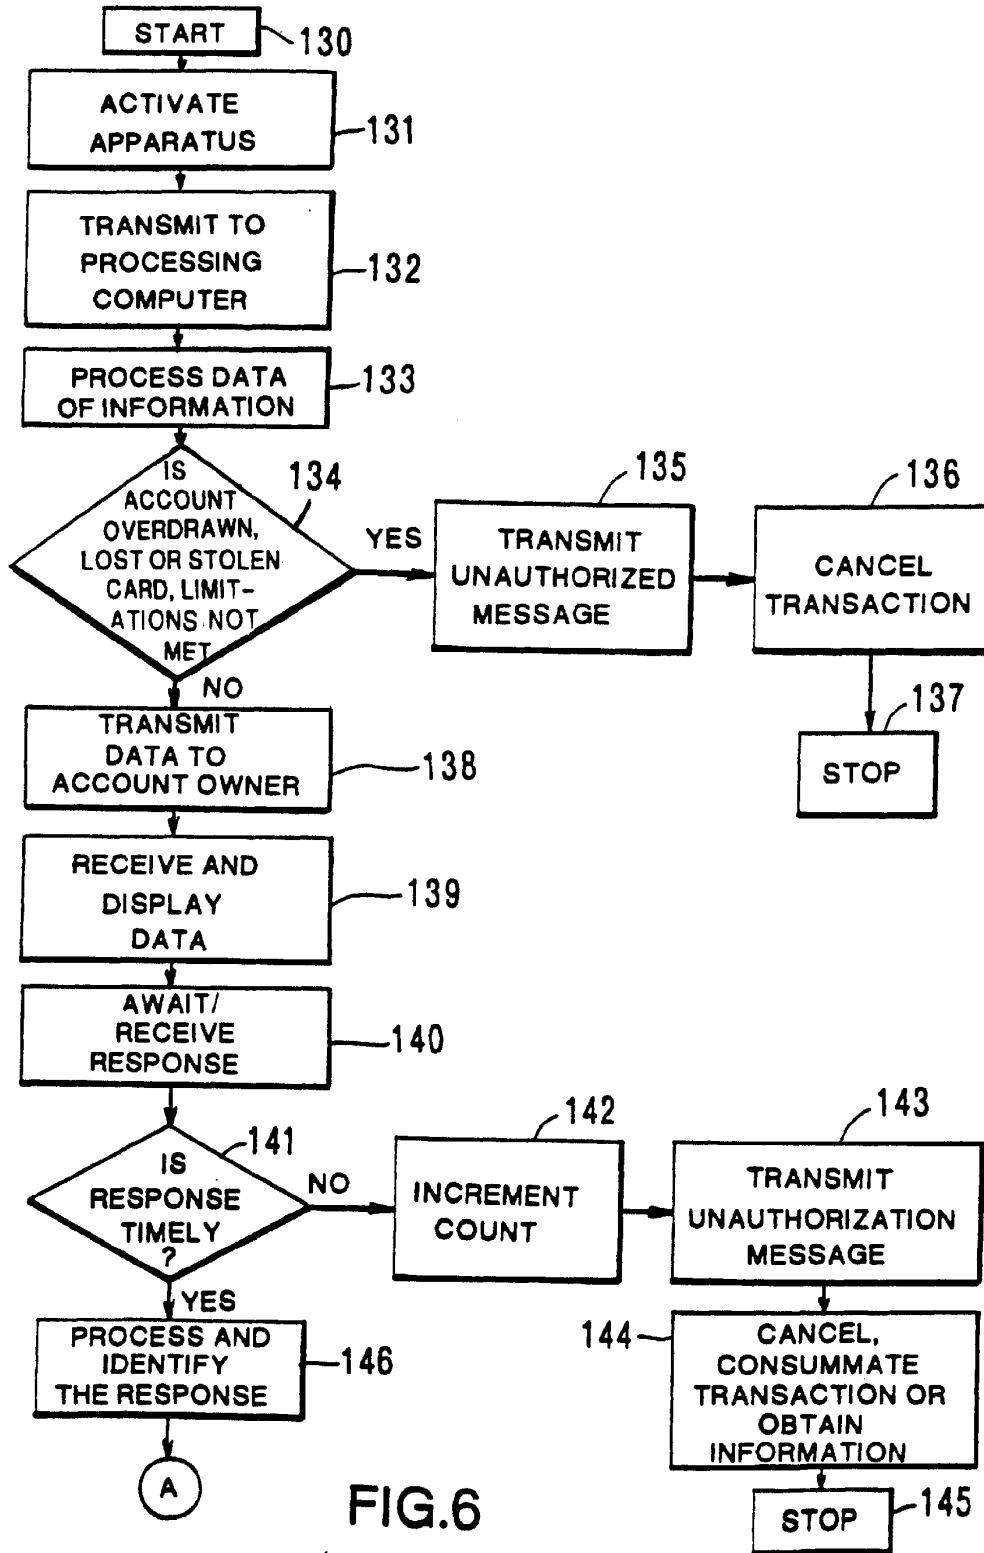 START
130
ACTIVATE
APPARATUS
131
TRANSMIT TO
PROCESSING
COMPUTER
132
PROCESS DATA
OF INFORMATION
133
IS
ACCOUNT
OVERDRAWN,
LOST OR STOLEN
CARD, LIMIT-
ATIONS NOT
MET
134
YES
TRANSMIT
UNAUTHORIZED
MESSAGE
135
CANCEL
TRANSACTION
136
STOP
137
NO
TRANSMIT
DATA TO
ACCOUNT OWNER
138
RECEIVE AND
DISPLAY
DATA
139
AWAIT/
RECEIVE
RESPONSE
140
IS
RESPONSE
TIMELY
?
141
NO
INCREMENT
COUNT
142
TRANSMIT
UNAUTHORIZATION
MESSAGE
143
CANCEL,
CONSUMMATE
TRANSACTION OR
OBTAIN
INFORMATION
144
STOP
145
YES
PROCESS AND
IDENTIFY
THE RESPONSE
146
A
FIG.6